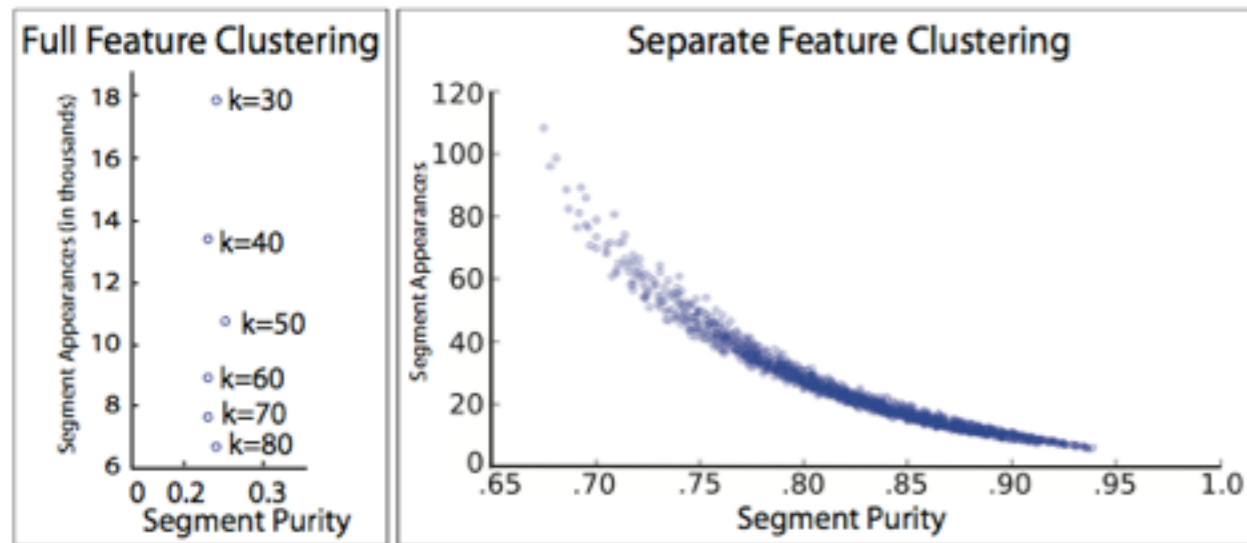 Full Feature Clustering
Segment Appearances (in thousands)
18
16
14
12
10
8
6
k=30
k=40
k=50
k=60
k=70
k=80
0 0.2 0.3
Segment Purity
Separate Feature Clustering
Segment Appearances
120
100
80
60
40
20
0
.65 .70 .75 .80 .85 .90 .95 1.0
Segment Purity